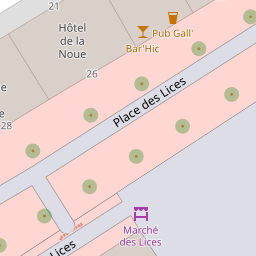 21
Hôtel
de la
Noue
Pub Gall'
Bar'Hic
26
e
Place des Lices
e
28
Marché
des Lices
Lices